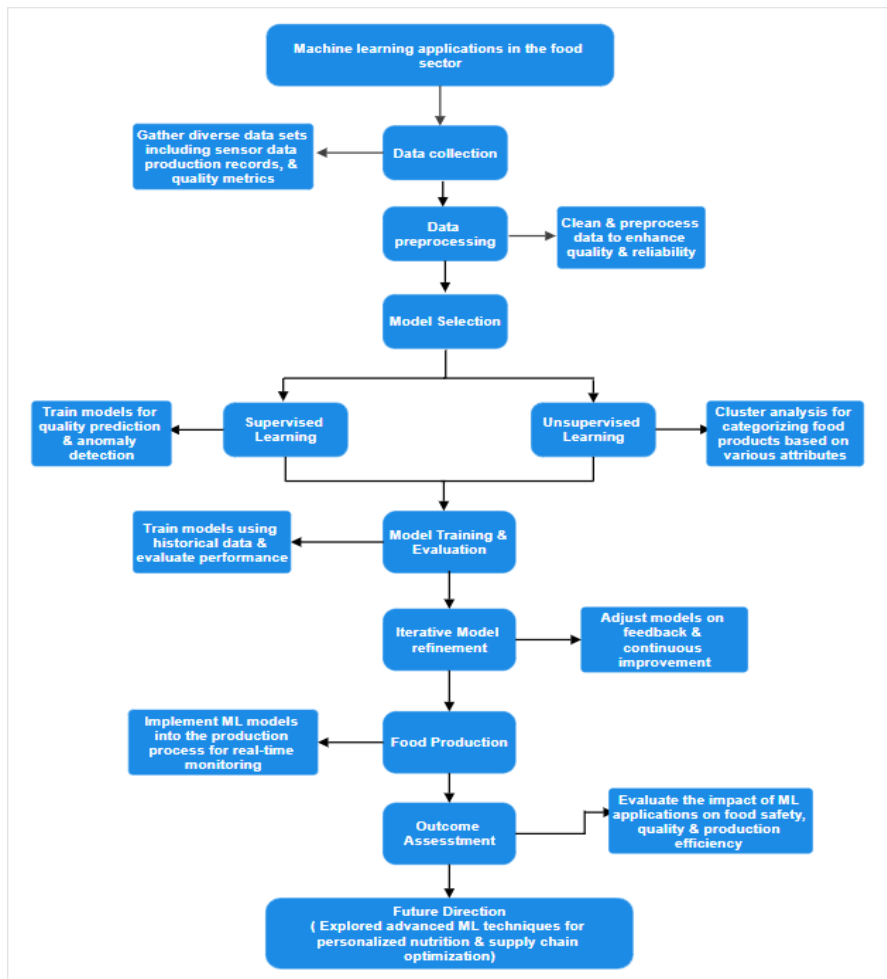 Machine learning applications in the food
sector
Gather diverse data sets
including sensor data
production records, &
quality metrics
Data collection
Data
preprocessing
Clean & preprocess
data to enhance
quality & reliability
Model Selection
Train models for
quality prediction
& anomaly
detection
Supervised
Learning
Unsupervised
Learning
Cluster analysis for
categorizing food
products based on
various attributes
Train models using
historical data &
evaluate performance
Model Training &
Evaluation
Iterative Model
refinement
Adjust models on
feedback &
continuous
improvement
Implement ML models
into the production
process for real-time
monitoring
Food Production
Outcome
Assesstment
Evaluate the impact of ML
applications on food safety,
quality & production
efficiency
Future Direction
( Explored advanced ML techniques for
personalized nutrition & supply chain
optimization)